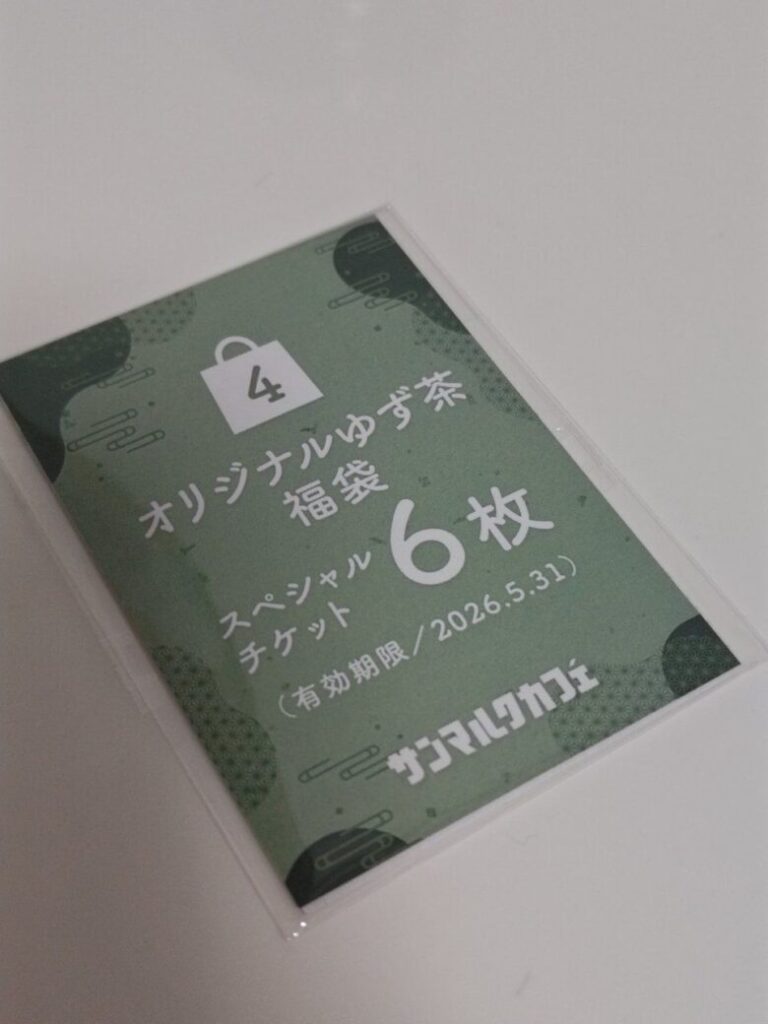 4
オリジナルゆず茶
福袋
スペシャル
チケット 6枚
(有効期限/2026.5.31)
サンマルクカフェ